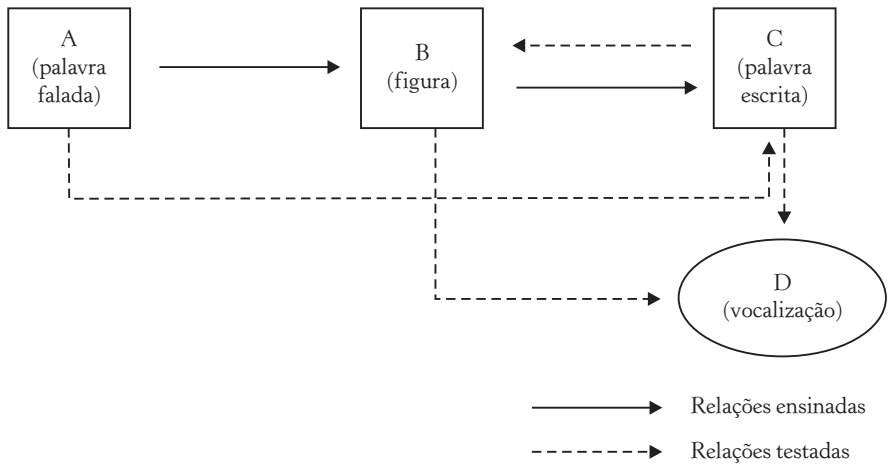 A
(palavra
falada)
B
(figura)
C
(palavra
escrita)
D
(vocalização)
Relações ensinadas
Relações testadas